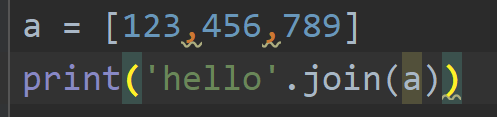 a = [123,456,789]
print('hello'.join(a))